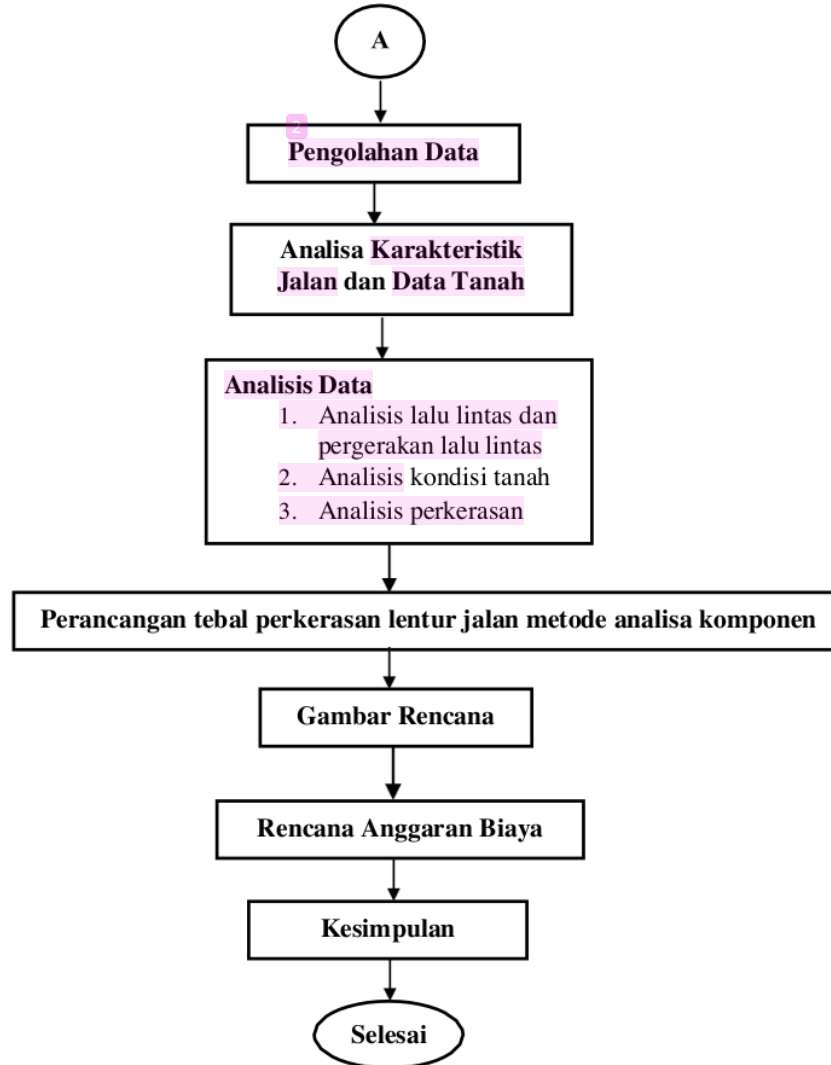 A
2
Pengolahan Data
Analisa Karakteristik
Jalan dan Data Tanah
Analisis Data
1. Analisis lalu lintas dan
pergerakan lalu lintas
2. Analisis kondisi tanah
3. Analisis perkerasan
Perancangan tebal perkerasan lentur jalan metode analisa komponen
Gambar Rencana
Rencana Anggaran Biaya
Kesimpulan
Selesai